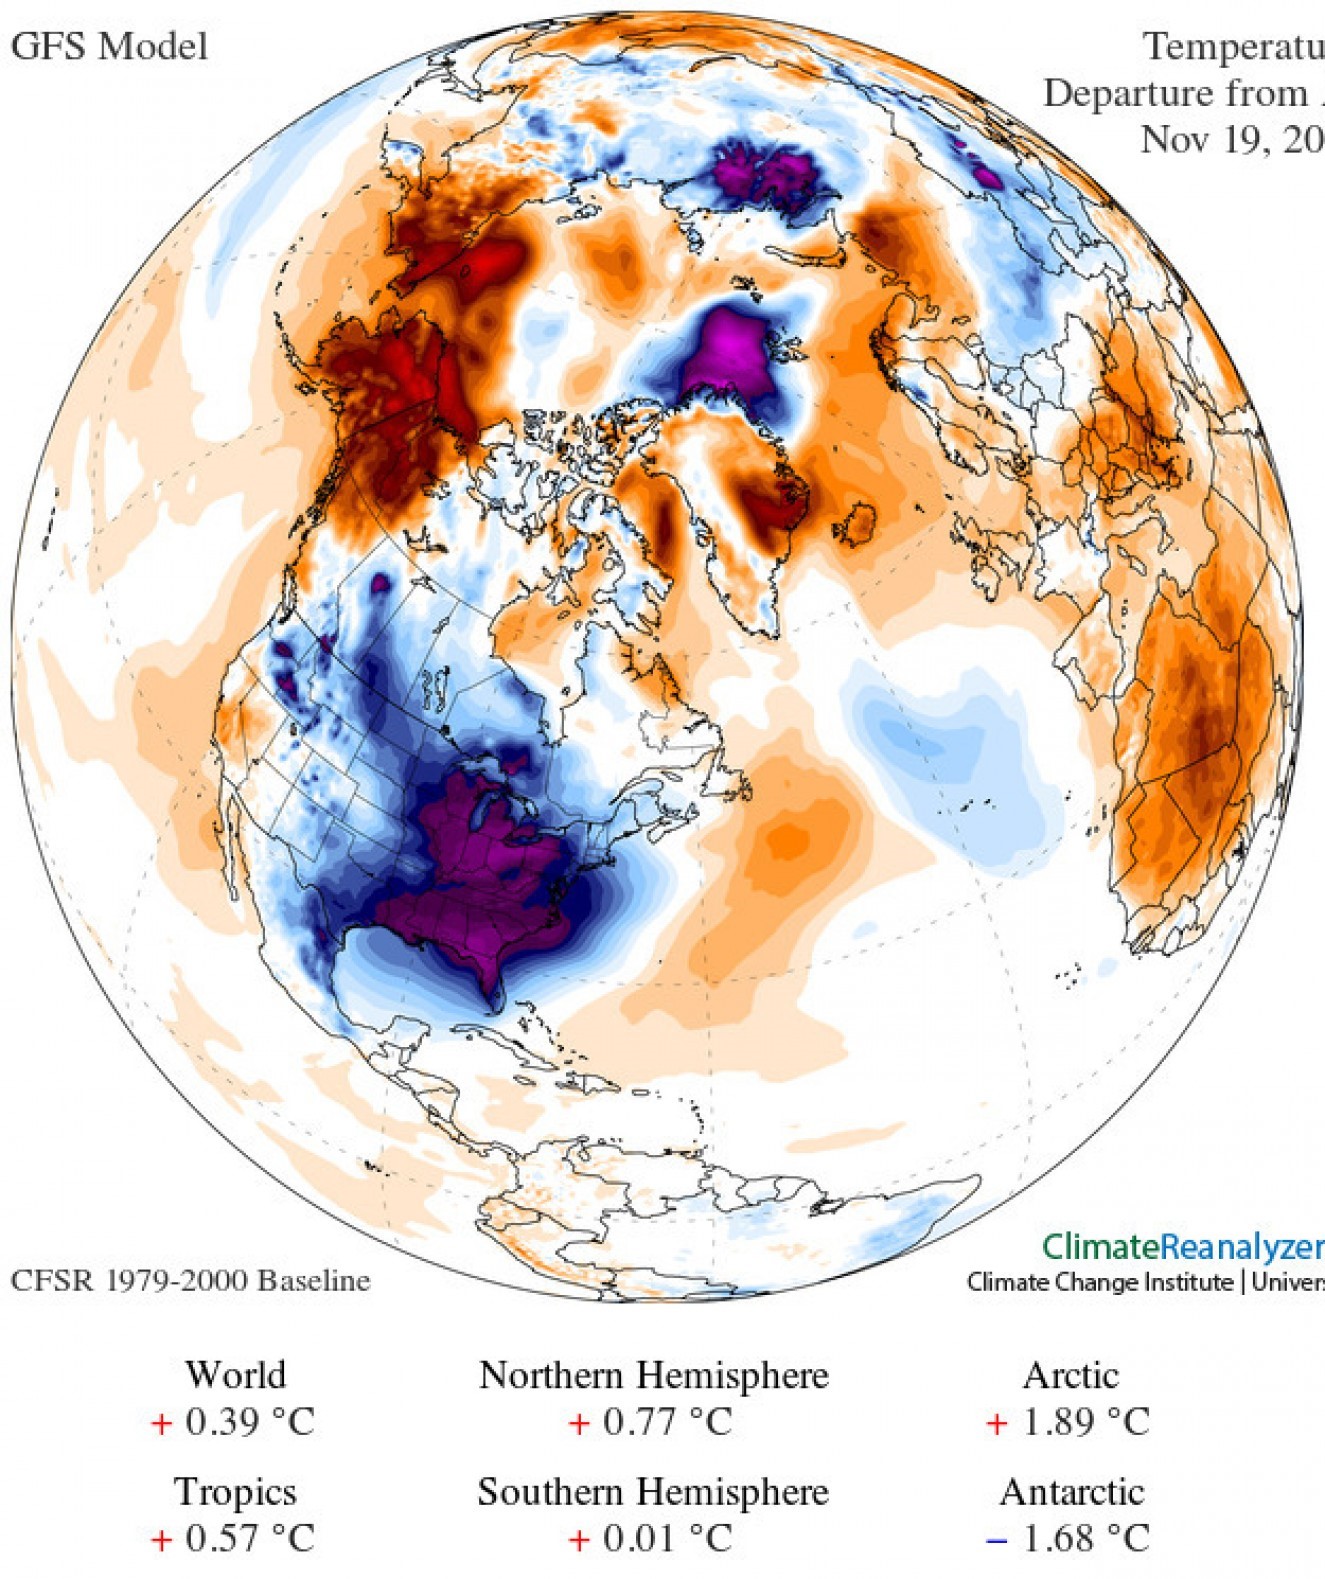 GFS Model
Temperatu
Departure from
Nov 19, 20
ClimateReanalyzer
CFSR 1979-2000 Baseline
Climate Change Institute | Univers
World
+ 0.39 °C
Northern Hemisphere
+ 0.77 °C
Arctic
+ 1.89 °C
Tropics
+ 0.57 °C
Southern Hemisphere
+ 0.01 °C
Antarctic
− 1.68 °C